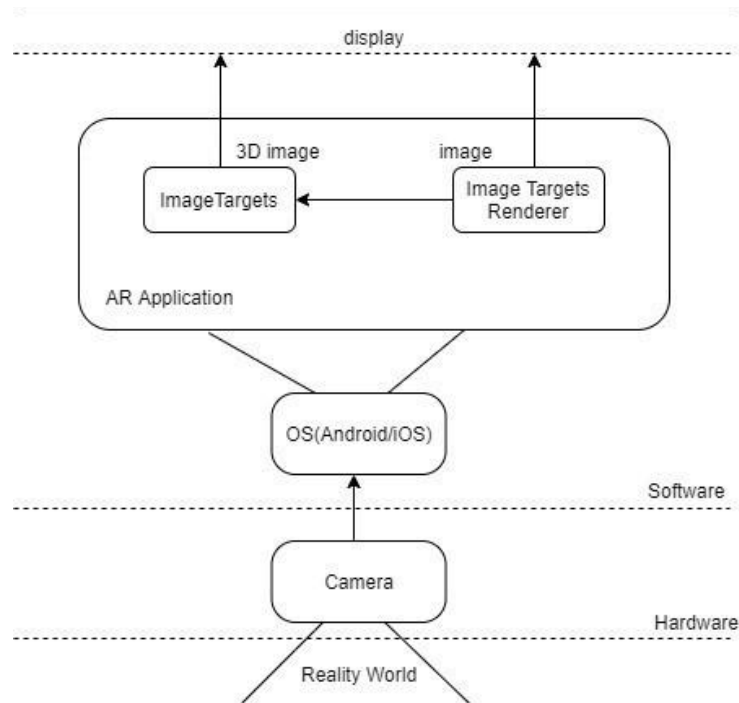 display
3D image
image
ImageTargets
Image Targets
Renderer
AR Application
OS(Android/iOS)
Software
Camera
Hardware
Reality World